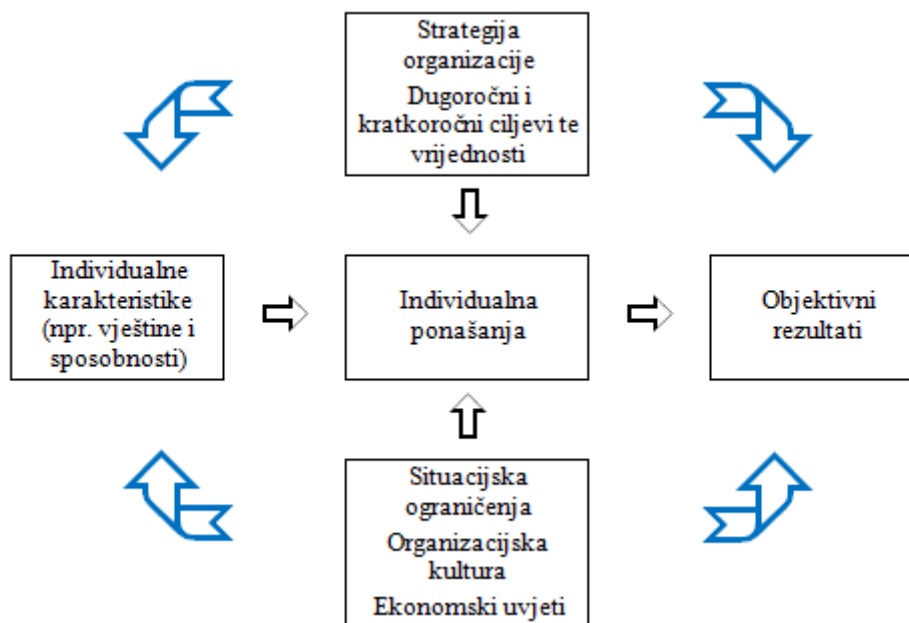 Strategija
organizacije
Dugoročni i
kratkoročni ciljevi te
vrijednosti
Individualne
karakteristike
(npr. vještine i
sposobnosti)
Individualna
ponašanja
Objektivni
rezultati
Situacijska
ograničenja
Organizacijska
kultura
Ekonomski uvjeti